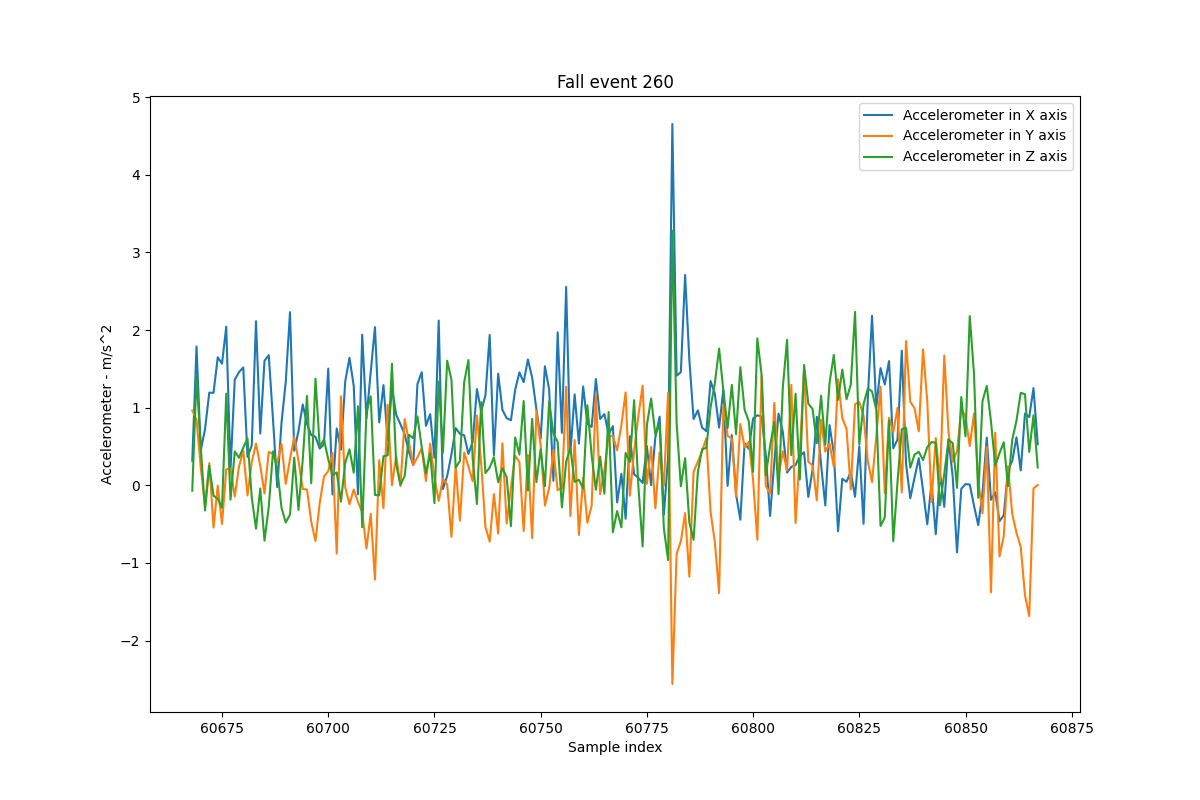 Fall event 260
Accelerometer in X axis
Accelerometer in Y axis
Accelerometer in Z axis
5
4
3
2
1
0
−1
−2
Accelerometer - m/s^2
60675 60700 60725 60750 60775 60800 60825 60850 60875
Sample index